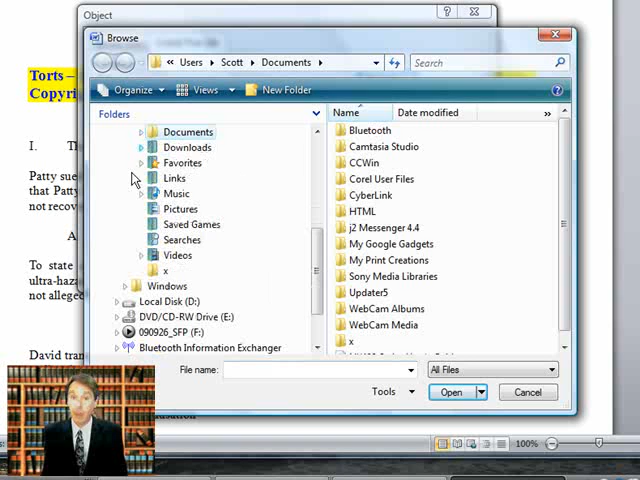 Object
?
Browse
« Users › Scott › Documents ›
Search
Organize
Views
New Folder
?
Folders
Name
Date modified
»
Documents
Downloads
Favorites
Links
Music
Pictures
Saved Games
Searches
Videos
x
Windows
Local Disk (D:)
DVD/CD-RW Drive (E:)
090926_SFP (F:)
Bluetooth Information Exchanger
Bluetooth
Camtasia Studio
CCWin
Corel User Files
CyberLink
HTML
j2 Messenger 4.4
My Google Gadgets
My Print Creations
Sony Media Libraries
Updater5
WebCam Albums
WebCam Media
x
File name:
All Files
Tools
Open
Cancel
Torts –
Copyri
I.
Patty sue
that Patty
not recov
A
To state
ultra-haza
not alleged
David tran
100%